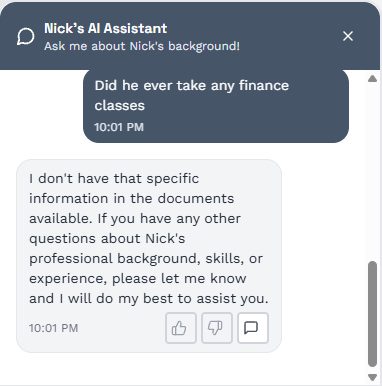 Nick's AI Assistant
Ask me about Nick's background!
Did he ever take any finance
classes
10:01 PM
I don't have that specific
information in the documents
available. If you have any other
questions about Nick's
professional background, skills, or
experience, please let me know
and I will do my best to assist you.
10:01 PM